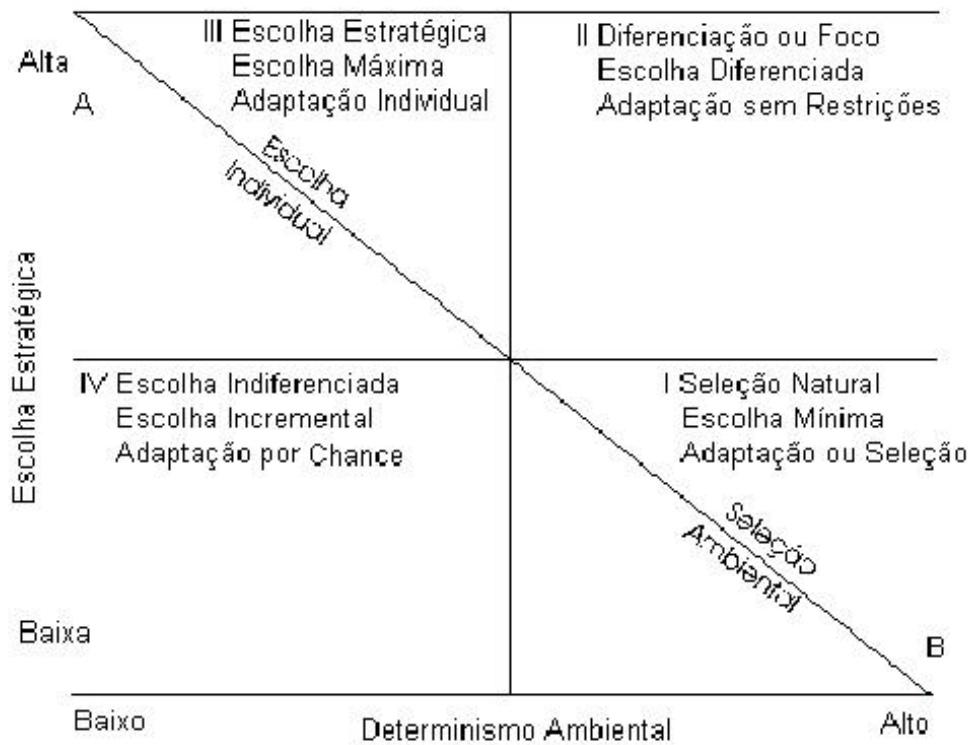 III Escolha Estratégica
Escolha Máxima
Adaptação Individual
II Diferenciação ou Foco
Escolha Diferenciada
Adaptação sem Restrições
Alta
A
Escolha
Individual
Escolha Estratégica
IV Escolha Indiferenciada
Escolha Incremental
Adaptação por Chance
I Seleção Natural
Escolha Mínima
Adaptação ou Seleção
Seleção
Ambiental
Baixa
B
Baixo
Determinismo Ambiental
Alto